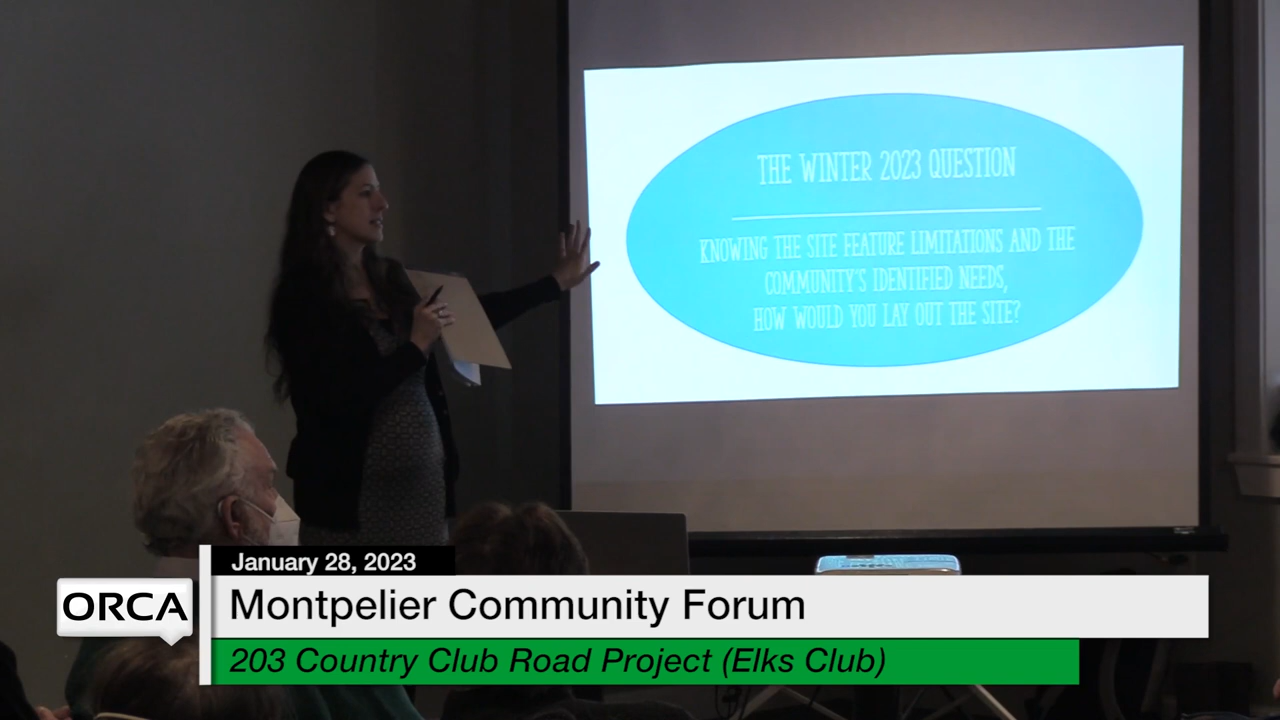 THE WINTER 2023 QUESTION
KNOWING THE SITE FEATURE LIMITATIONS AND THE
COMMUNITY'S IDENTIFIED NEEDS,
HOW WOULD YOU LAY OUT THE SITE?
January 28, 2023
ORCA
Montpelier Community Forum
203 Country Club Road Project (Elks Club)